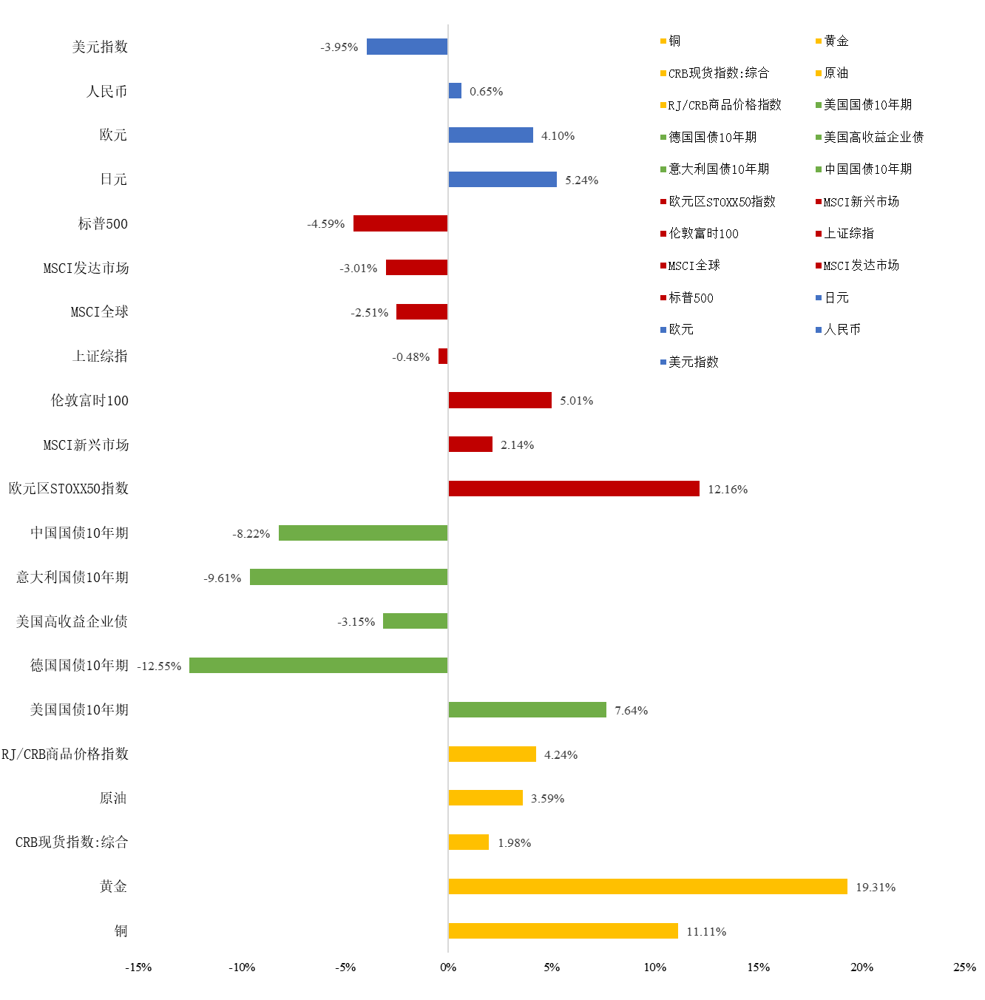 美元指数 -3.95%
人民币 0.65%
欧元 4.10%
日元 5.24%
标普500 -4.59%
MSCI发达市场 -3.01%
MSCI全球 -2.51%
上证综指 -0.48%
伦敦富时100 5.01%
MSCI新兴市场 2.14%
欧元区STOXX50指数 12.16%
中国国债10年期 -8.22%
意大利国债10年期 -9.61%
美国高收益企业债 -3.15%
德国国债10年期 -12.55%
美国国债10年期 7.64%
RJ/CRB商品价格指数 4.24%
原油 3.59%
CRB现货指数:综合 1.98%
黄金 19.31%
铜 11.11%
-15% -10% -5% 0% 5% 10% 15% 20% 25%
铜 黄金
CRB现货指数:综合 原油
RJ/CRB商品价格指数 美国国债10年期
德国国债10年期 美国高收益企业债
意大利国债10年期 中国国债10年期
欧元区STOXX50指数 MSCI新兴市场
伦敦富时100 上证综指
MSCI全球 MSCI发达市场
标普500 日元
欧元 人民币
美元指数